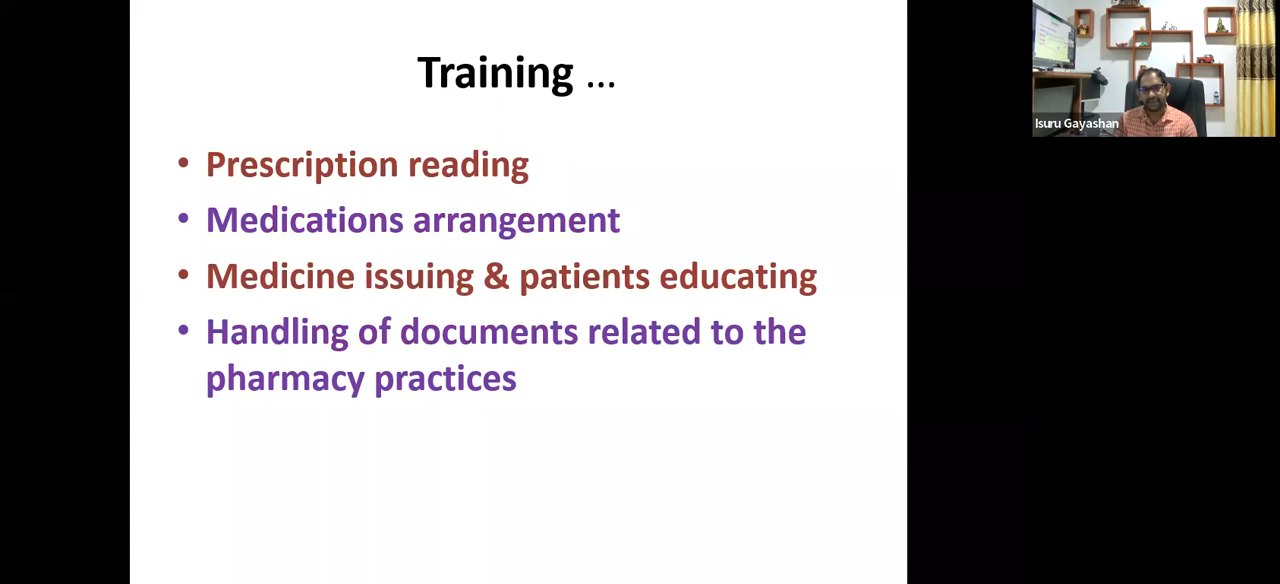 Training ...
Isuru Gayashan
• Prescription reading
• Medications arrangement
• Medicine issuing & patients educating
• Handling of documents related to the
pharmacy practices